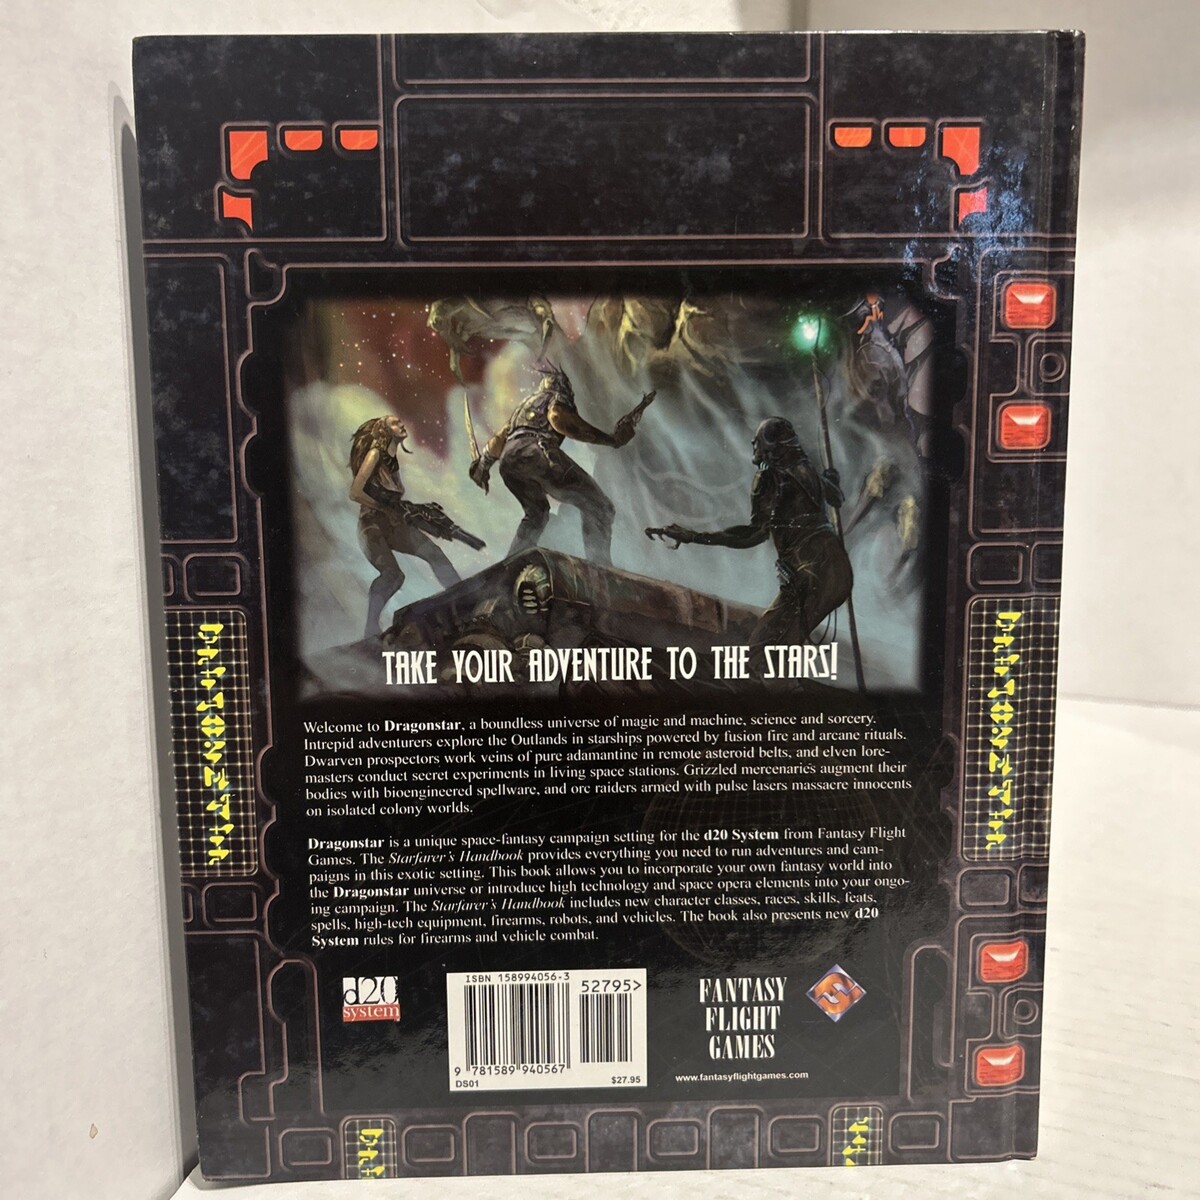 TAKE YOUR ADVENTURE TO THE STARS!
Welcome to Dragonstar, a boundless universe of magic and machine, science and sorcery.
Intrepid adventurers explore the Outlands in starships powered by fusion fire and arcane rituals.
Dwarven prospectors work veins of pure adamantine in remote asteroid belts, and elven lore-
masters conduct secret experiments in living space stations. Grizzled mercenaries augment their
bodies with bioengineered spellware, and orc raiders armed with pulse lasers massacre innocents
on isolated colony worlds.
Dragonstar is a unique space-fantasy campaign setting for the d20 System from Fantasy Flight
Games. The Starfarer's Handbook provides everything you need to run adventures and cam-
paigns in this exotic setting. This book allows you to incorporate your own fantasy world into
the Dragonstar universe or introduce high technology and space opera elements into your ongo-
ing campaign. The Starfarer's Handbook includes new character classes, races, skills, feats,
spells, high-tech equipment, firearms, robots, and vehicles. The book also presents new d20
System rules for firearms and vehicle combat.
d20
system
ISBN 158994056-3
52795>
9 781589 940567
DS01 $27.95
FANTASY
FLIGHT
GAMES
www.fantasyflightgames.com